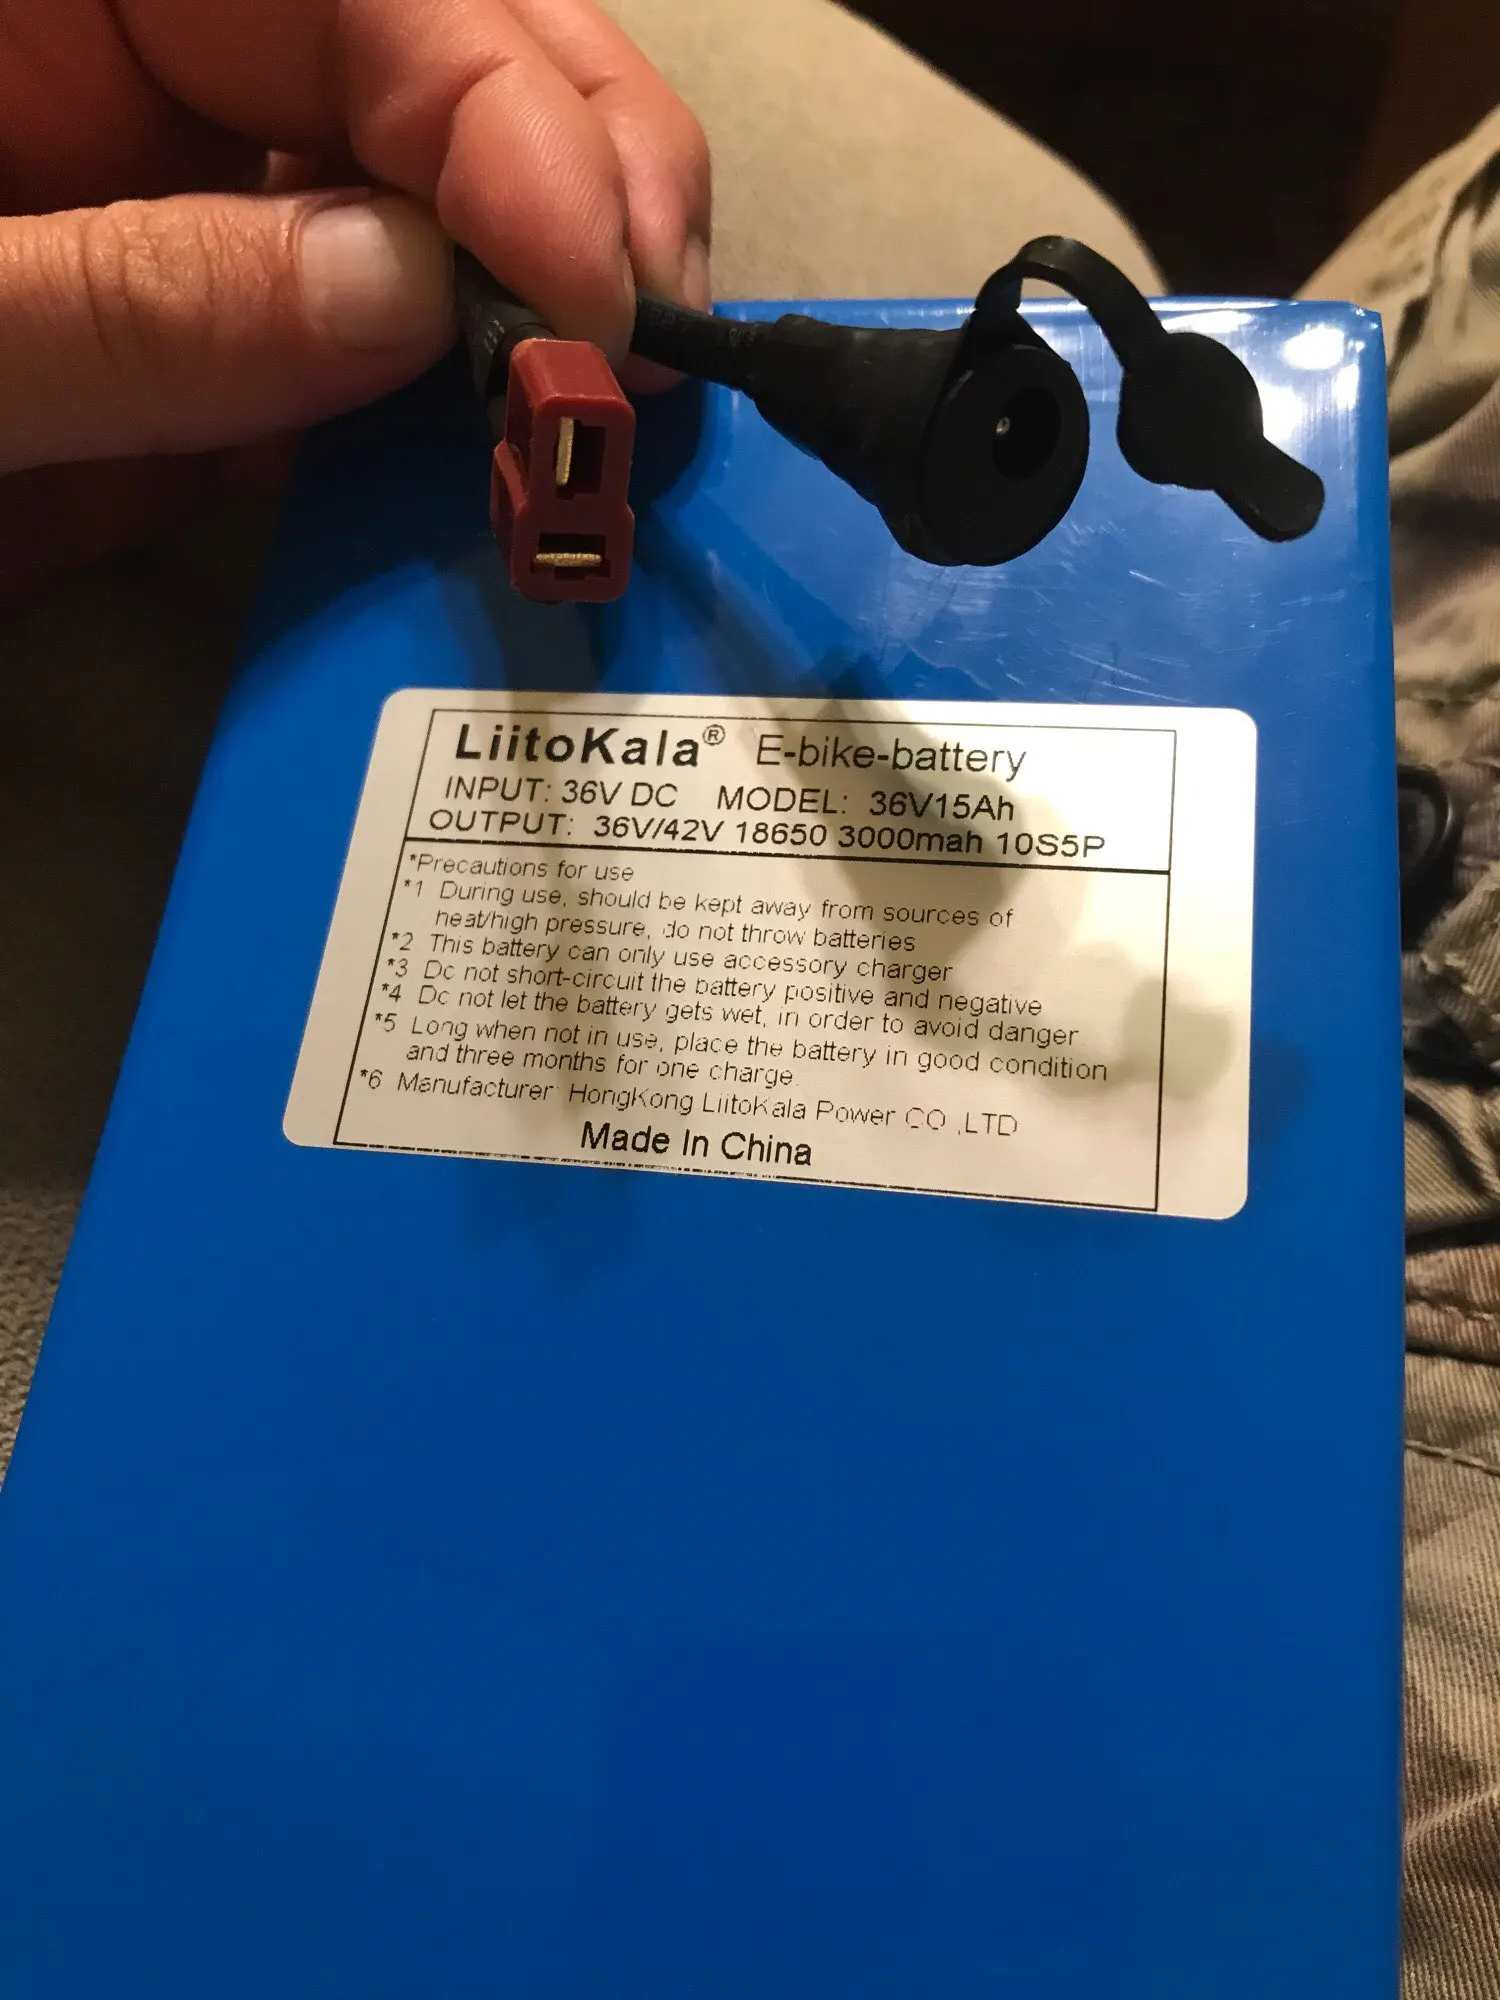 LiitoKala® E-bike-battery
INPUT: 36V DC MODEL: 36V15Ah
OUTPUT: 36V/42V 18650 3000mah 10S5P
*Precautions for use
*1 During use, should be kept away from sources of
heat/high pressure, do not throw batteries
*2 This battery can only use accessory charger
*3 Dc not short-circuit the battery positive and negative
*4 Dc not let the battery gets wet, in order to avoid danger
*5 Long when not in use, place the battery in good condition
and three months for one charge.
*6 Manufacturer HongKong LiitoKala Power CO .,LTD
Made In China